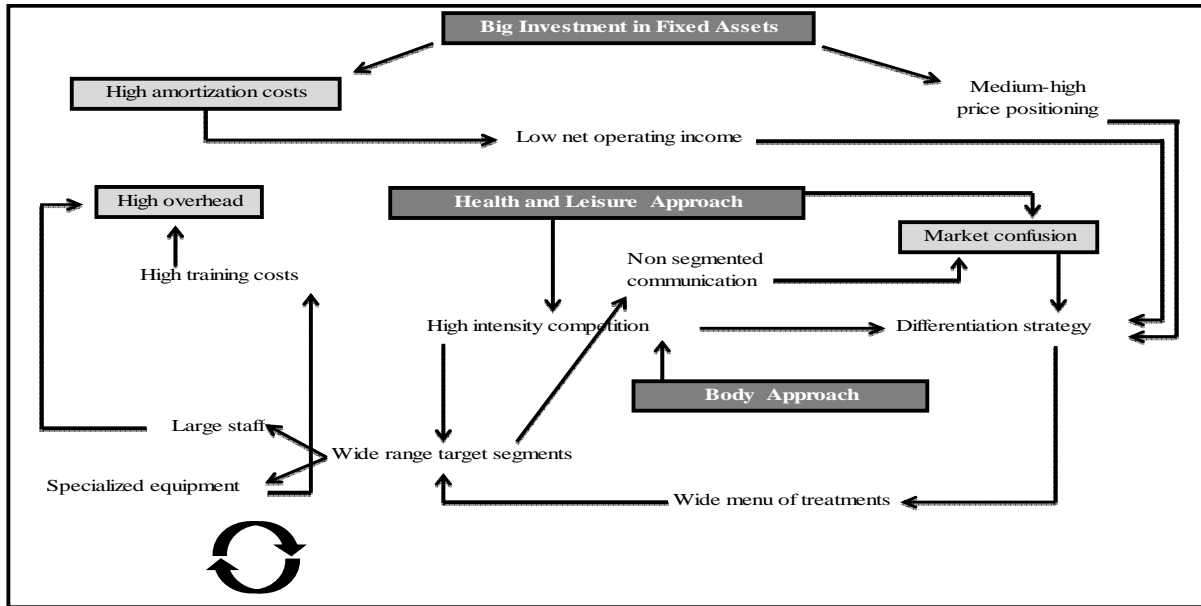 Big Investment in Fixed Assets
High amortization costs
Medium-high
price positioning
Low net operating income
High overhead
Health and Leisure Approach
Market confusion
High training costs
Non segmented
communication
High intensity competition
Differentiation strategy
Body Approach
Large staff
Wide range target segments
Specialized equipment
Wide menu of treatments